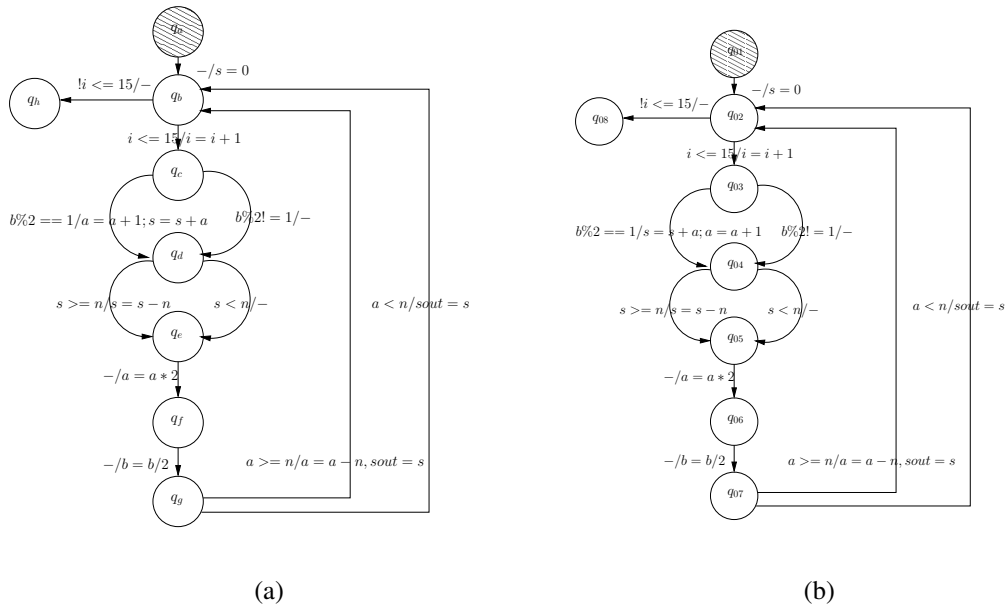 q_a
-/s = 0
!i <= 15/-
q_h
q_b
i <= 15/i = i + 1
q_c
b%2 == 1/a = a + 1; s = s + a
b%2! = 1/-
q_d
s >= n/s = s - n
s < n/-
a < n/sout = s
q_e
-/a = a * 2
q_f
-/b = b/2
a >= n/a = a - n, sout = s
q_g
(a)
q_01
-/s = 0
!i <= 15/-
q_08
q_02
i <= 15/i = i + 1
q_03
b%2 == 1/s = s + a; a = a + 1
b%2! = 1/-
q_04
s >= n/s = s - n
s < n/-
a < n/sout = s
q_05
-/a = a * 2
q_06
-/b = b/2
a >= n/a = a - n, sout = s
q_07
(b)